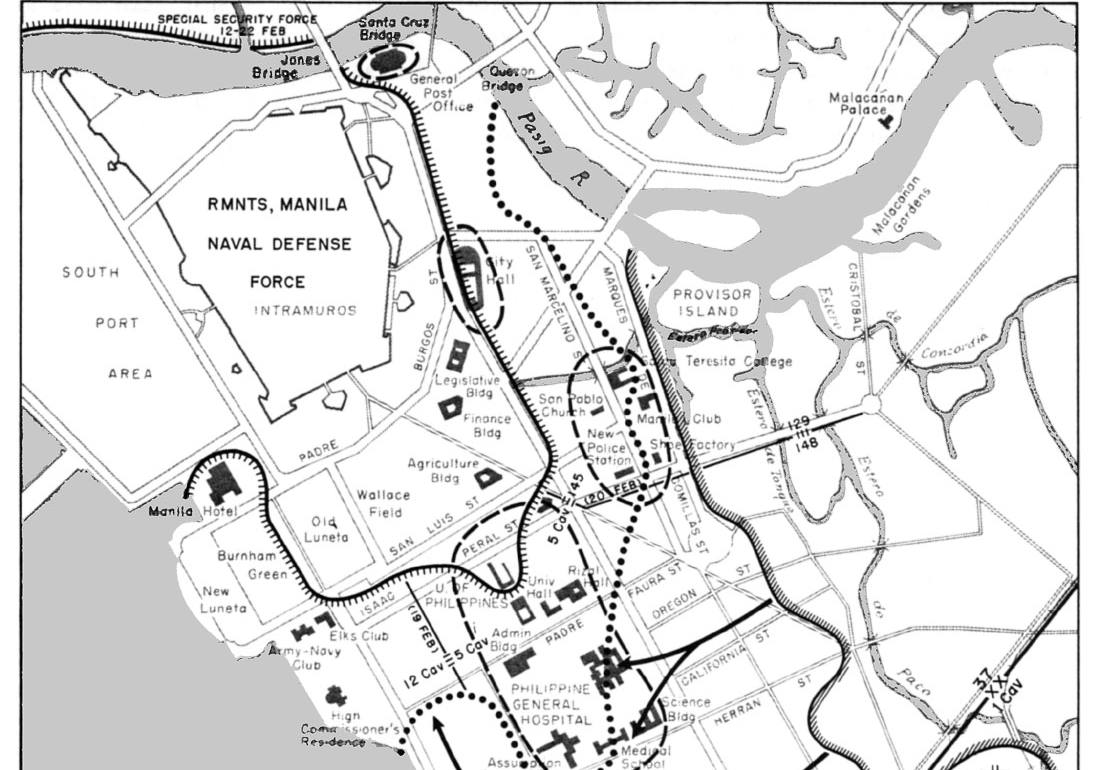 SPECIAL SECURITY FORCE
12-22 FEB
Santa Cruz
Bridge
Jones
Bridge
General
Post
Office
Quezon
Bridge
Pasig R
Malacanan
Palace
Malacanan
Gardens
RMNTS, MANILA
NAVAL DEFENSE
FORCE
INTRAMUROS
SOUTH
PORT
AREA
City
Hall
BURGOS ST
SAN MARCELINO S
MARQUES
PROVISOR
ISLAND
Estero Provisor
CRISTOBAL ST
Estero de Concordia
Teresita College
Legislative
Bldg
Finance
Bldg
San Pablo
Church
Club
New
Police
Station
Shoe Factory
129
III
148
Estero de Tonque
Estero de Paco
PADRE
Agriculture
Bldg
Wallace
Field
SAN LUIS ST
PERAL ST
5 Cav = 145
(20 FEB)
COMILLAS ST
Manila Hotel
Old
Luneta
Burnham
Green
New
Luneta
ISAAC
U. OF
PHILIPPINES
Univ
Hall
Rizal
Hall
FAURA ST
OREGON ST
Elks Club
Army-Navy
Club
(19 FEB)
12 Cav = 5 Cav
Admin
Bldg
PADRE
CALIFORNIA ST
HERRAN ST
PHILIPPINE
GENERAL
HOSPITAL
Science
Bldg
Medical
School
High
Commissioner's
Residence
37
XX
1 Cav